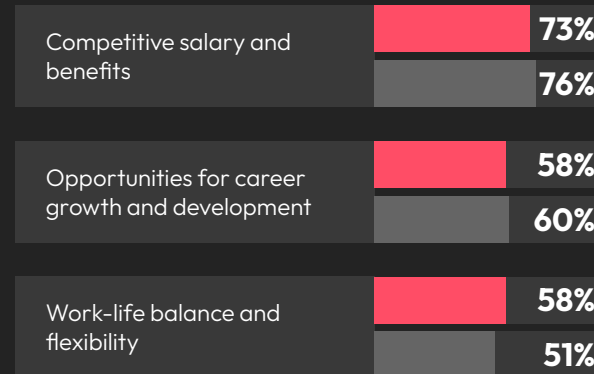 Competitive salary and
benefits
73%
76%
Opportunities for career
growth and development
58%
60%
Work-life balance and
flexibility
58%
51%